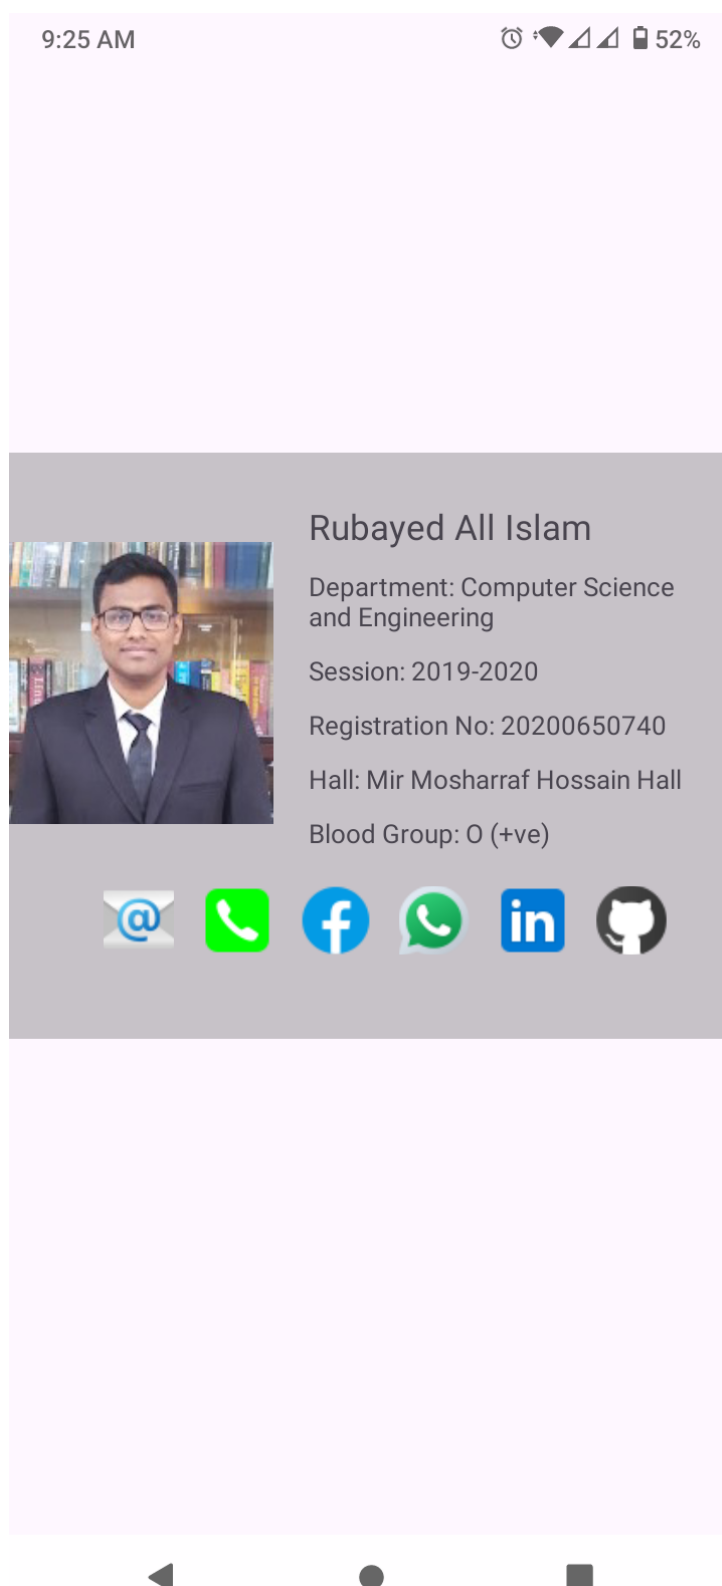 9:25 AM 52%
Rubayed All Islam
Department: Computer Science
and Engineering
Session: 2019-2020
Registration No: 20200650740
Hall: Mir Mosharraf Hossain Hall
Blood Group: O (+ve)
@ f in